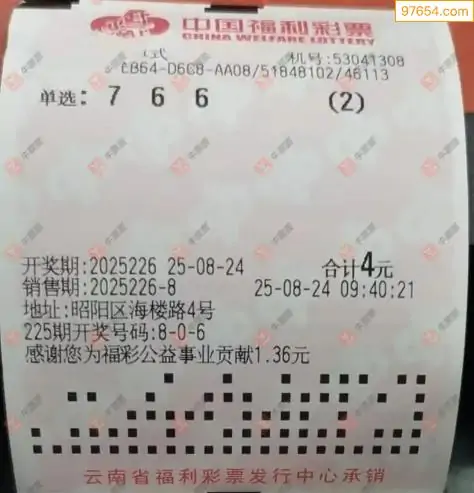 97654.com
中国福利彩票
CHINA WELFARE LOTTERY
式 机号:53041308
EB64-D6C8-AA08/51848102/46113
单选: 7 6 6 (2)
开奖期:2025226 25-08-24 合计4元
销售期:2025226-8 25-08-24 09:40:21
地址:昭阳区海楼路4号
225期开奖号码:8-0-6
感谢您为福彩公益事业贡献1.36元
云南省福利彩票发行中心承销